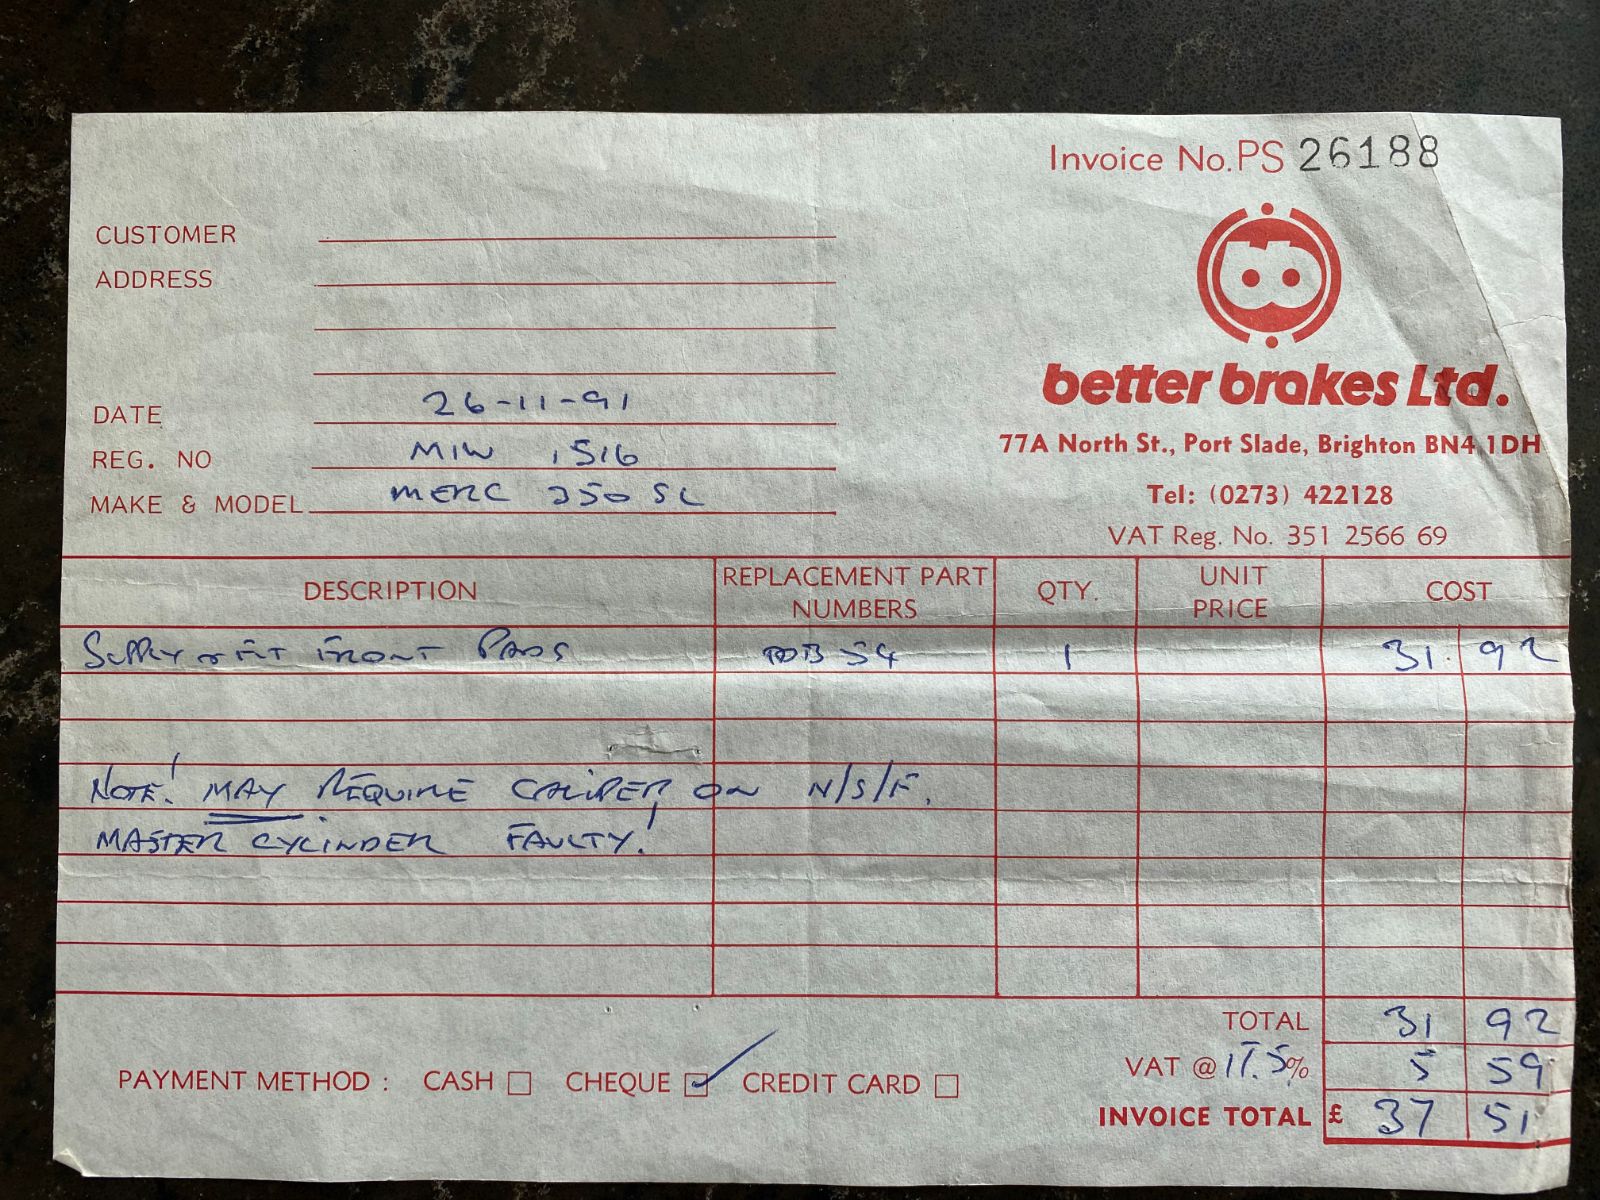 Invoice No. PS 26188
CUSTOMER
ADDRESS
better brakes Ltd.
DATE 26-11-91
77A North St., Port Slade, Brighton BN4 1DH
REG. NO MIW 1516
MAKE & MODEL MERC 250 SL
Tel: (0273) 422128
VAT Reg. No. 351 2566 69
DESCRIPTION REPLACEMENT PART NUMBERS QTY. UNIT PRICE COST
SUPPLY & FIT FRONT PADS 54 1 31.92
NOTE! MAY REQUIRE CALIPER ON N/S/F.
MASTER CYLINDER FAULTY!
TOTAL 31 92
VAT @ 17.5% 5 59
PAYMENT METHOD : CASH CHEQUE CREDIT CARD
INVOICE TOTAL £ 37 51